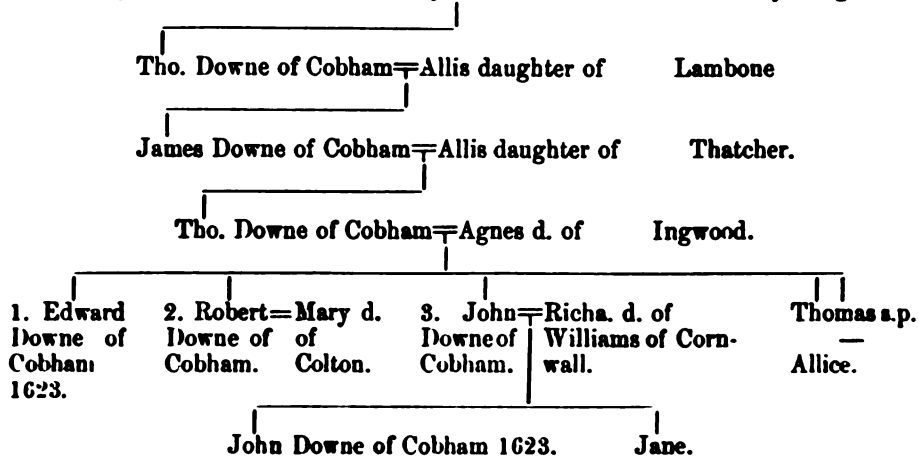 Tho. Downe of Cobham=Allis daughter of Lambone
James Downe of Cobham=Allis daughter of Thatcher.
Tho. Downe of Cobham=Agnes d. of Ingwood.
1. Edward 2. Robert=Mary d. 3. John=Richa. d. of Thomas s.p.
Downe of Downe of of Downe of Williams of Corn- —
Cobham Cobham. Colton. Cobham. wall. Allice.
1623.
John Downe of Cobham 1623. Jane.